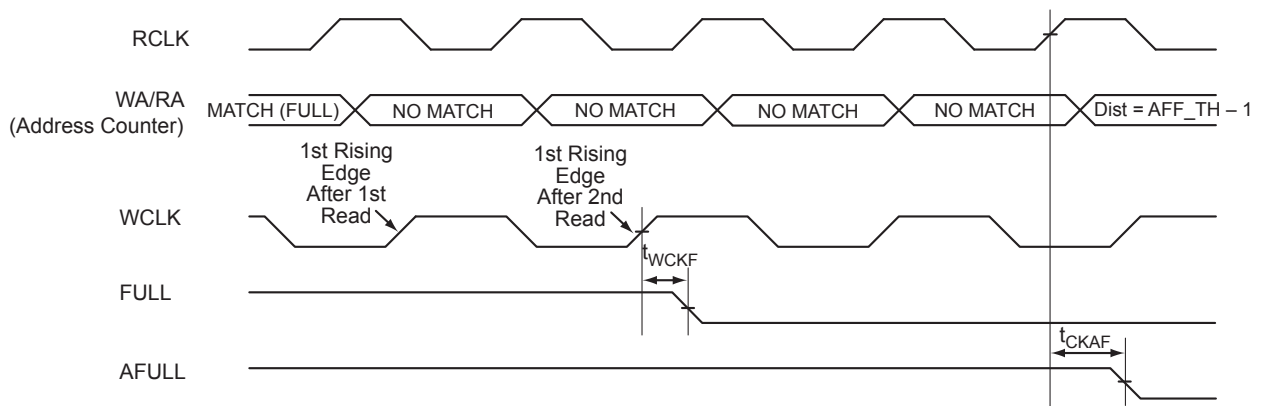 RCLK
WA/RA
(Address Counter)
MATCH (FULL)
NO MATCH
NO MATCH
NO MATCH
NO MATCH
Dist = AFF_TH – 1
1st Rising
Edge
After 1st
Read
1st Rising
Edge
After 2nd
Read
WCLK
tWCKF
FULL
tCKAF
AFULL